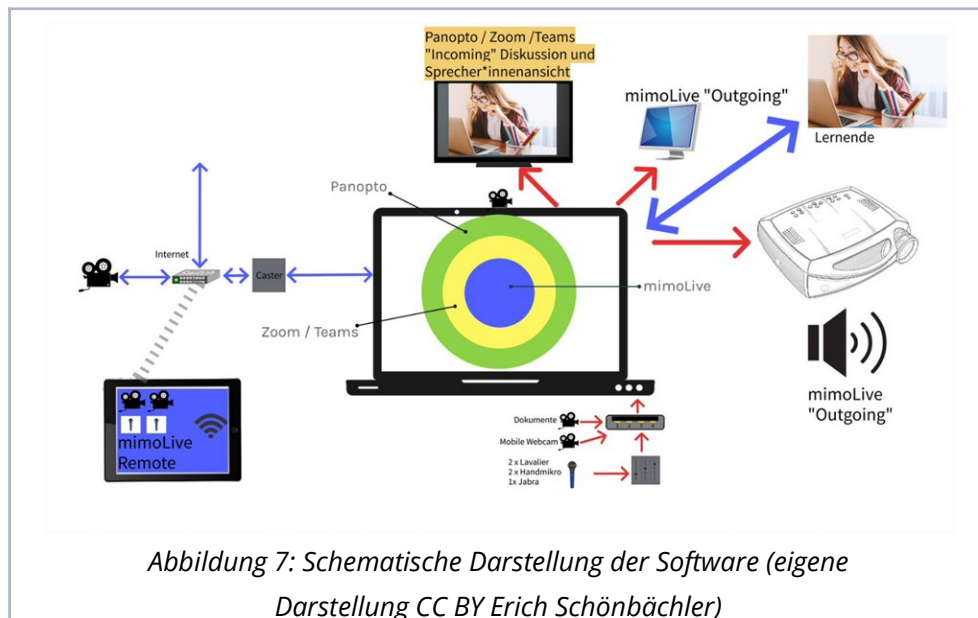 Panopto / Zoom /Teams
"Incoming" Diskussion und
Sprecher*innenansicht
mimoLive "Outgoing"
Lernende
Panopto
Internet
Caster
mimoLive
Zoom / Teams
mimoLive
"Outgoing"
mimoLive
Remote
Dokumente
Mobile Webcam
2 x Lavalier
2 x Handmikro
1x Jabra
Abbildung 7: Schematische Darstellung der Software (eigene
Darstellung CC BY Erich Schönbächler)